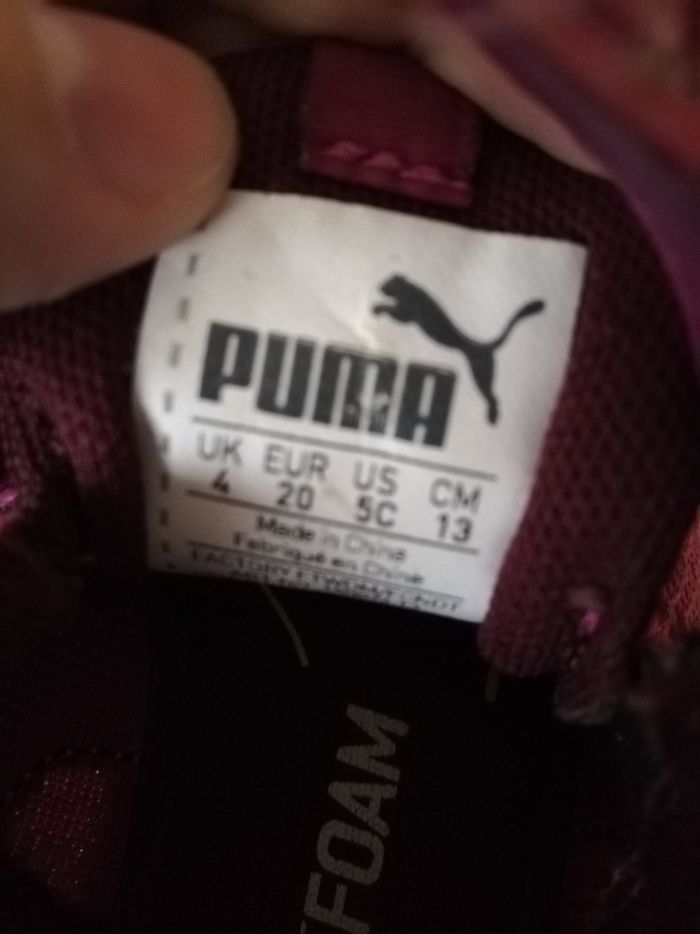 PUMA
UK EUR US CM
4 20 5C 13
Made in China
Fabriqué en Chine
FOAM